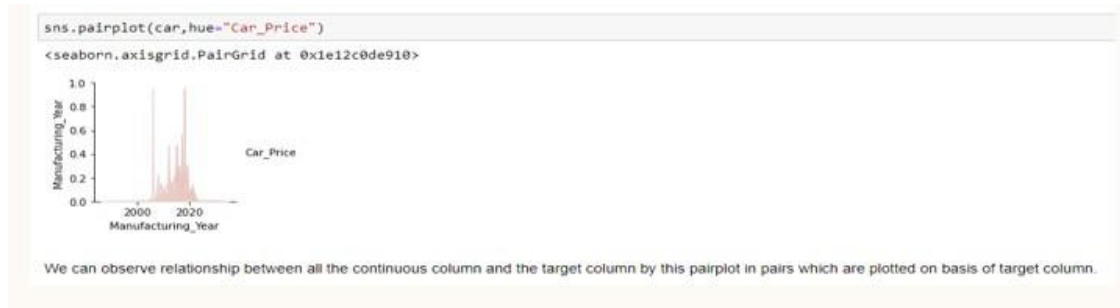 sns.pairplot(car,hue="Car_Price")
<seaborn.axisgrid.PairGrid at 0x1e12c0de910>
1.0
0.8
0.6
0.4
0.2
0.0
Manufacturing_Year
Car_Price
2000 2020
Manufacturing_Year
We can observe relationship between all the continuous column and the target column by this pairplot in pairs which are plotted on basis of target column.